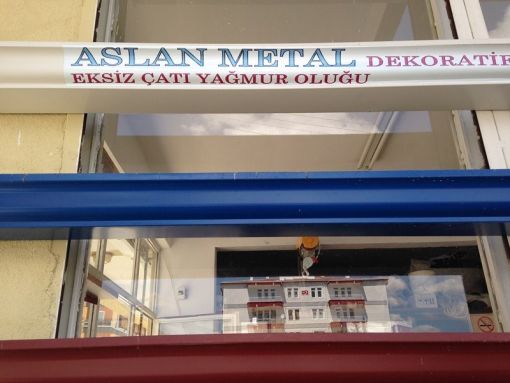 ASLAN METAL DEKORATİF
EKSİZ ÇATI YAĞMUR OLUĞU